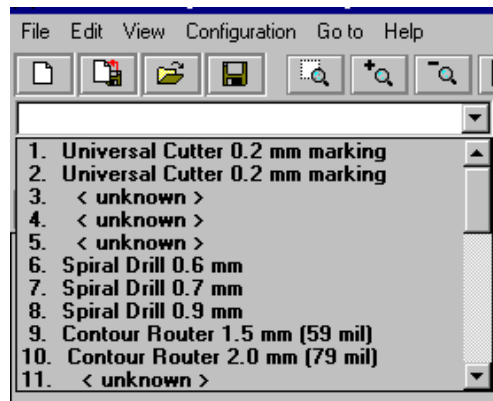 File Edit View Configuration Go to Help
1. Universal Cutter 0.2 mm marking
2. Universal Cutter 0.2 mm marking
3. < unknown >
4. < unknown >
5. < unknown >
6. Spiral Drill 0.6 mm
7. Spiral Drill 0.7 mm
8. Spiral Drill 0.9 mm
9. Contour Router 1.5 mm (59 mil)
10. Contour Router 2.0 mm (79 mil)
11. < unknown >